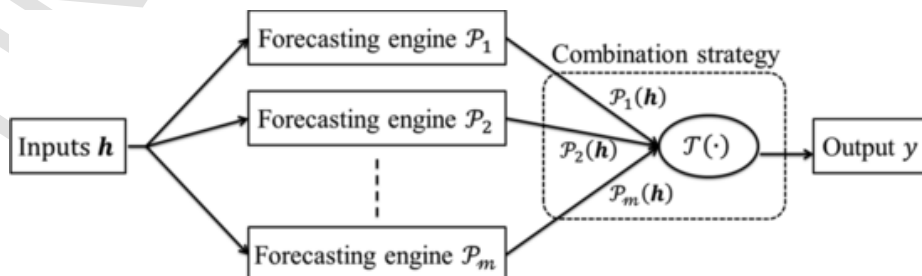 Forecasting engine 𝒫₁
Combination strategy
𝒫₁(𝒉)
Inputs 𝒉
Forecasting engine 𝒫₂
𝒫₂(𝒉)
𝒯(·)
Output 𝑦
𝒫ₘ(𝒉)
Forecasting engine 𝒫ₘ